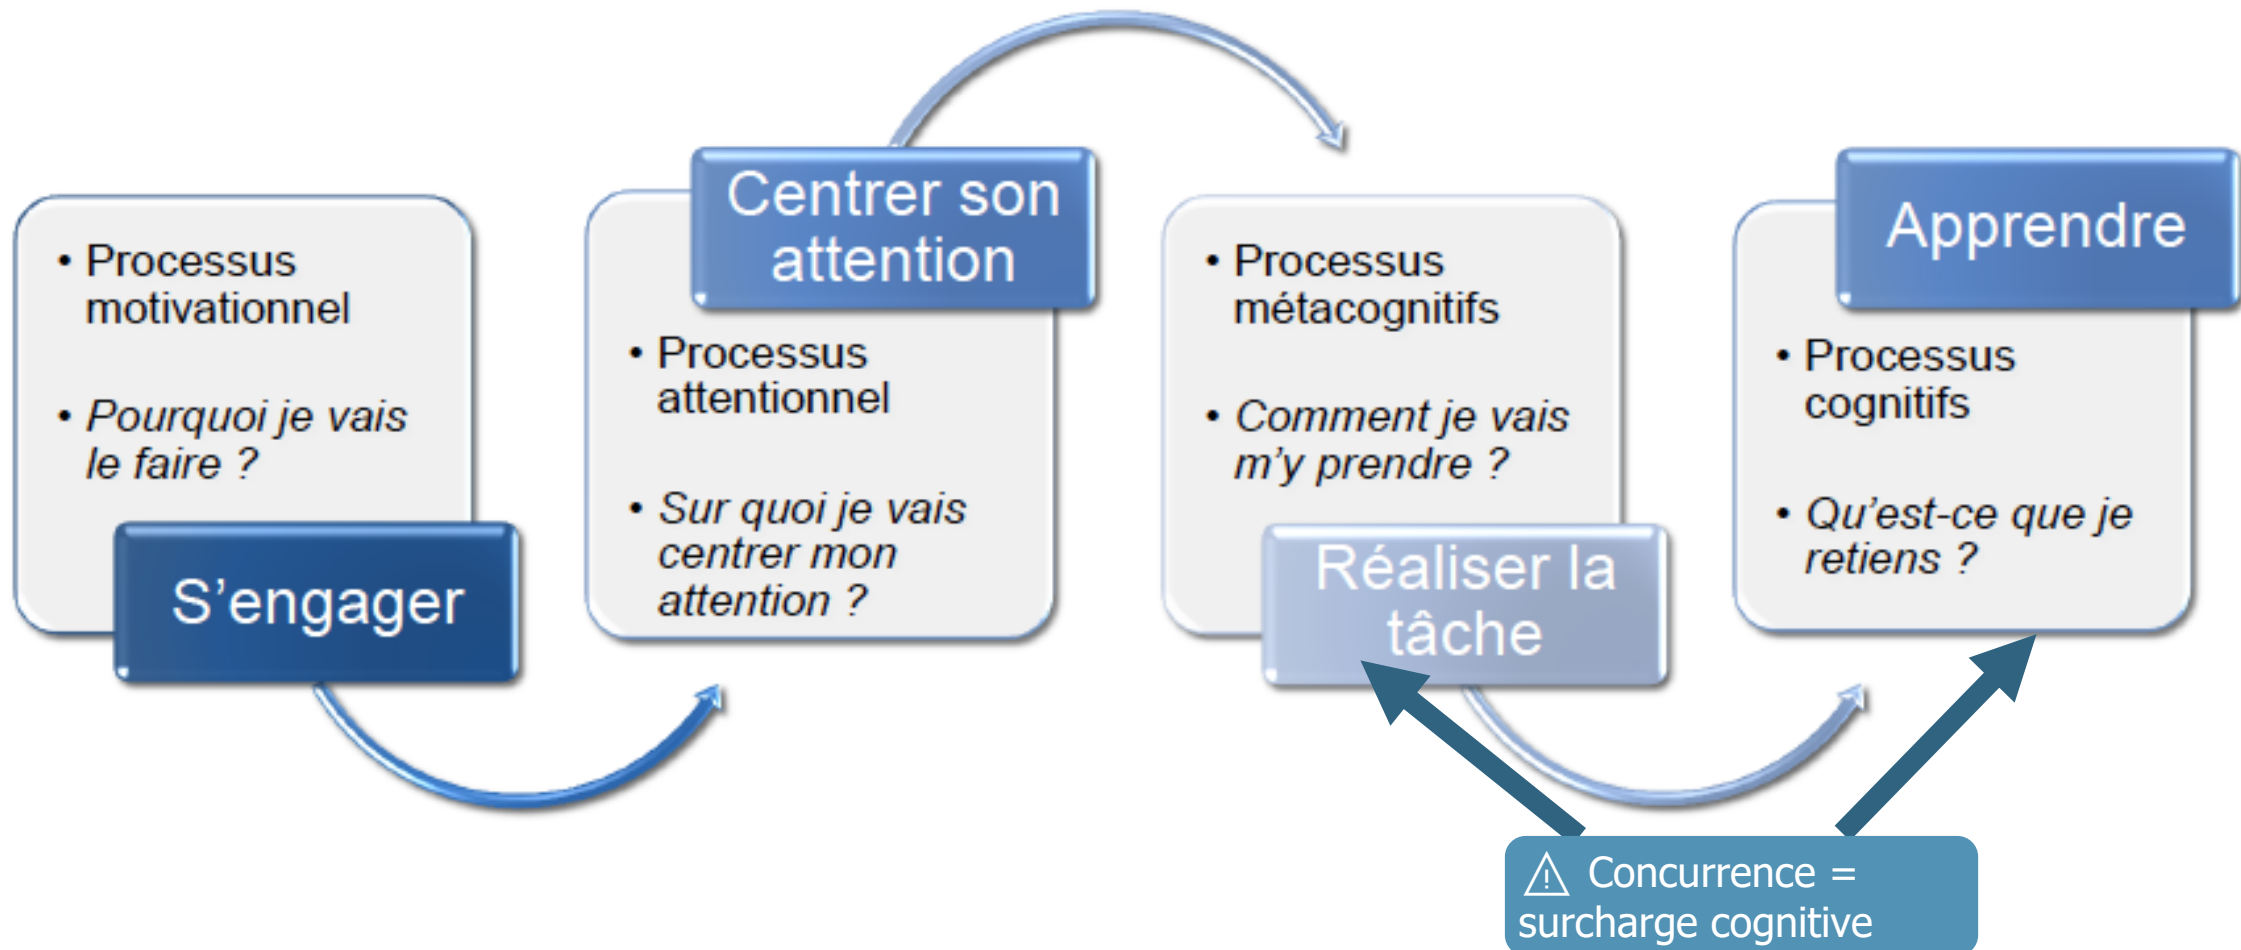 • Processus
motivationnel
• Pourquoi je vais
le faire ?
S’engager
Centrer son
attention
• Processus
attentionnel
• Sur quoi je vais
centrer mon
attention ?
• Processus
métacognitifs
• Comment je vais
m’y prendre ?
Réaliser la
tâche
Apprendre
• Processus
cognitifs
• Qu’est-ce que je
retiens ?
⚠ Concurrence =
surcharge cognitive